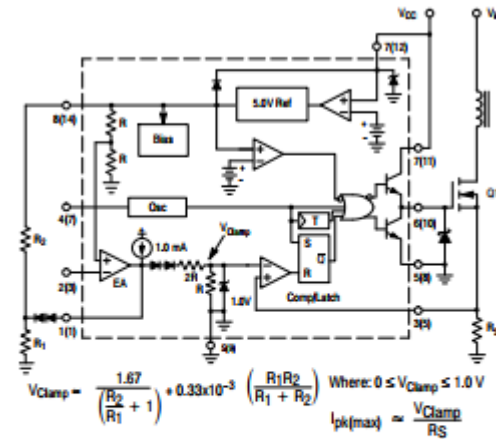 VCC
V
7(12)
5.0V Ref
+
-
8(14)
R
Bias
R
+
-
+
-
+
-
7(11)
Q1
4(7)
Osc
T
6(10)
VClamp
1.0 mA
S
Q
R
R2
2(3)
+
-
EA
2R
R
1.0V
-
+
Comp/Latch
5(8)
1(1)
3(5)
R1
5(9)
R
VClamp ≈ 1.67 / (R2/R1 + 1) + 0.33x10⁻³ (R1R2 / R1 + R2) Where: 0 ≤ VClamp ≤ 1.0 V
Ipk(max) ≈ VClamp / RS